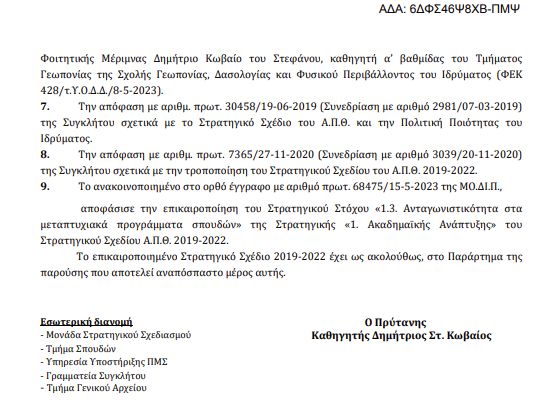 ΑΔΑ: 6ΔΦΣ46Ψ8ΧΒ-ΠΜΨ
Φοιτητικής Μέριμνας Δημήτριο Κωβαίο του Στεφάνου, καθηγητή α’ βαθμίδας του Τμήματος
Γεωπονίας της Σχολής Γεωπονίας, Δασολογίας και Φυσικού Περιβάλλοντος του Ιδρύματος (ΦΕΚ
428/τ.Υ.Ο.Δ.Δ./8-5-2023).
7. Την απόφαση με αριθμ. πρωτ. 30458/19-06-2019 (Συνεδρίαση με αριθμό 2981/07-03-2019)
της Συγκλήτου σχετικά με το Στρατηγικό Σχέδιο του Α.Π.Θ. και την Πολιτική Ποιότητας του
Ιδρύματος.
8. Την απόφαση με αριθμ. πρωτ. 7365/27-11-2020 (Συνεδρίαση με αριθμό 3039/20-11-2020)
της Συγκλήτου σχετικά με την τροποποίηση του Στρατηγικού Σχεδίου του Α.Π.Θ. 2019-2022.
9. Το ανακοινοποιημένο στο ορθό έγγραφο με αριθμό πρωτ. 68475/15-5-2023 της ΜΟ.ΔΙ.Π.,
αποφάσισε την επικαιροποίηση του Στρατηγικού Στόχου «1.3. Ανταγωνιστικότητα στα
μεταπτυχιακά προγράμματα σπουδών» της Στρατηγικής «1. Ακαδημαϊκής Ανάπτυξης» του
Στρατηγικού Σχεδίου Α.Π.Θ. 2019-2022.
Το επικαιροποιημένο Στρατηγικό Σχέδιο 2019-2022 έχει ως ακολούθως, στο Παράρτημα της
παρούσης που αποτελεί αναπόσπαστο μέρος αυτής.
Εσωτερική διανομή
- Μονάδα Στρατηγικού Σχεδιασμού
- Τμήμα Σπουδών
- Υπηρεσία Υποστήριξης ΠΜΣ
- Γραμματεία Συγκλήτου
- Τμήμα Γενικού Αρχείου
Ο Πρύτανης
Καθηγητής Δημήτριος Στ. Κωβαίος